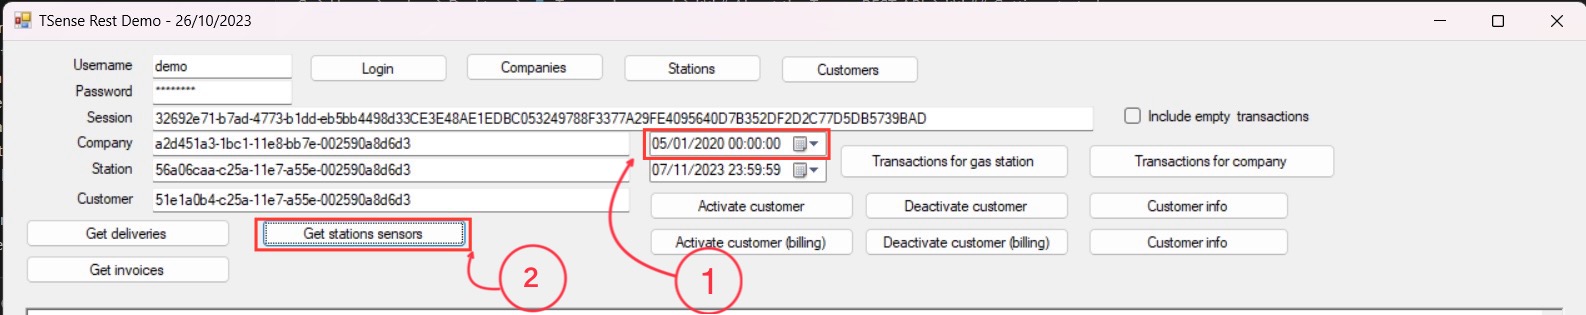 TSense Rest Demo - 26/10/2023
Username demo Login Companies Stations Customers
Password ********
Session 32692e71-b7ad-4773-b1dd-eb5bb4498d33CE3E48AE1EDBC053249788F3377A29FE4095640D7B352DF2D2C77D5DB5739BAD Include empty transactions
Company a2d451a3-1bc1-11e8-bb7e-002590a8d6d3 05/01/2020 00:00:00
Station 56a06caa-c25a-11e7-a55e-002590a8d6d3 07/11/2023 23:59:59 Transactions for gas station Transactions for company
Customer 51e1a0b4-c25a-11e7-a55e-002590a8d6d3 Activate customer Deactivate customer Customer info
Get deliveries Get stations sensors Activate customer (billing) Deactivate customer (billing) Customer info
Get invoices 2 1